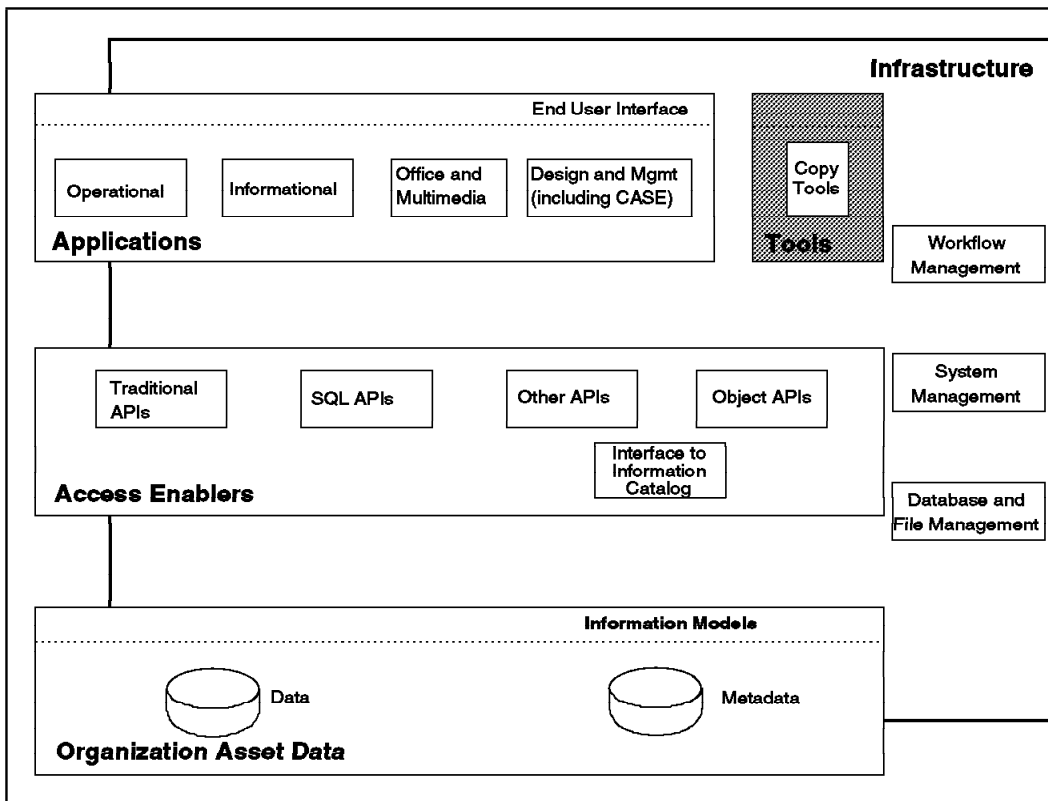 Infrastructure
End User Interface
Operational
Informational
Office and
Multimedia
Design and Mgmt
(including CASE)
Applications
Copy
Tools
Tools
Workflow
Management
Traditional
APIs
SQL APIs
Other APIs
Object APIs
Interface to
Information
Catalog
Access Enablers
System
Management
Database and
File Management
Information Models
Data
Metadata
Organization Asset Data